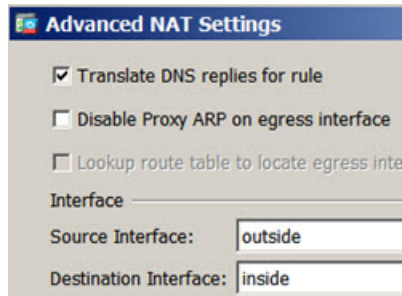 Advanced NAT Settings
Translate DNS replies for rule
Disable Proxy ARP on egress interface
Lookup route table to locate egress
Interface
Source Interface: outside
Destination Interface: inside